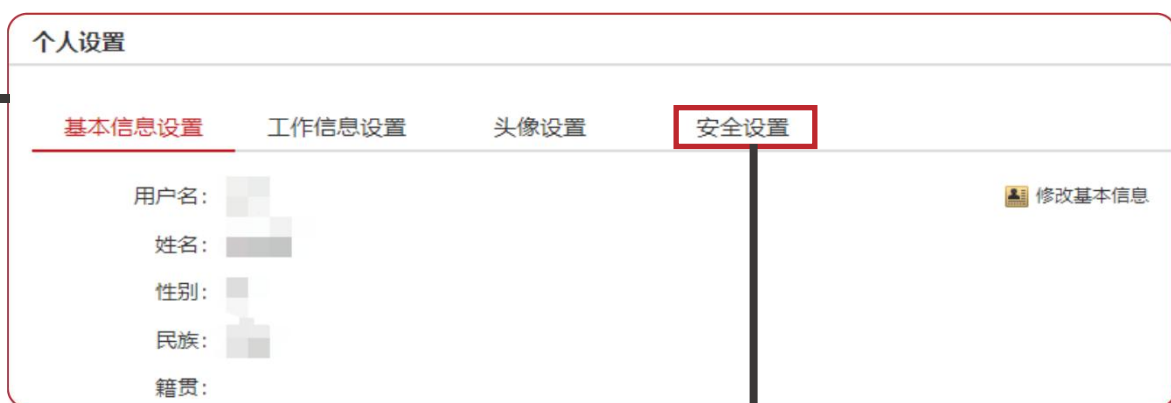 个人设置
基本信息设置 工作信息设置 头像设置 安全设置
用户名: 修改基本信息
姓名:
性别:
民族:
籍贯: